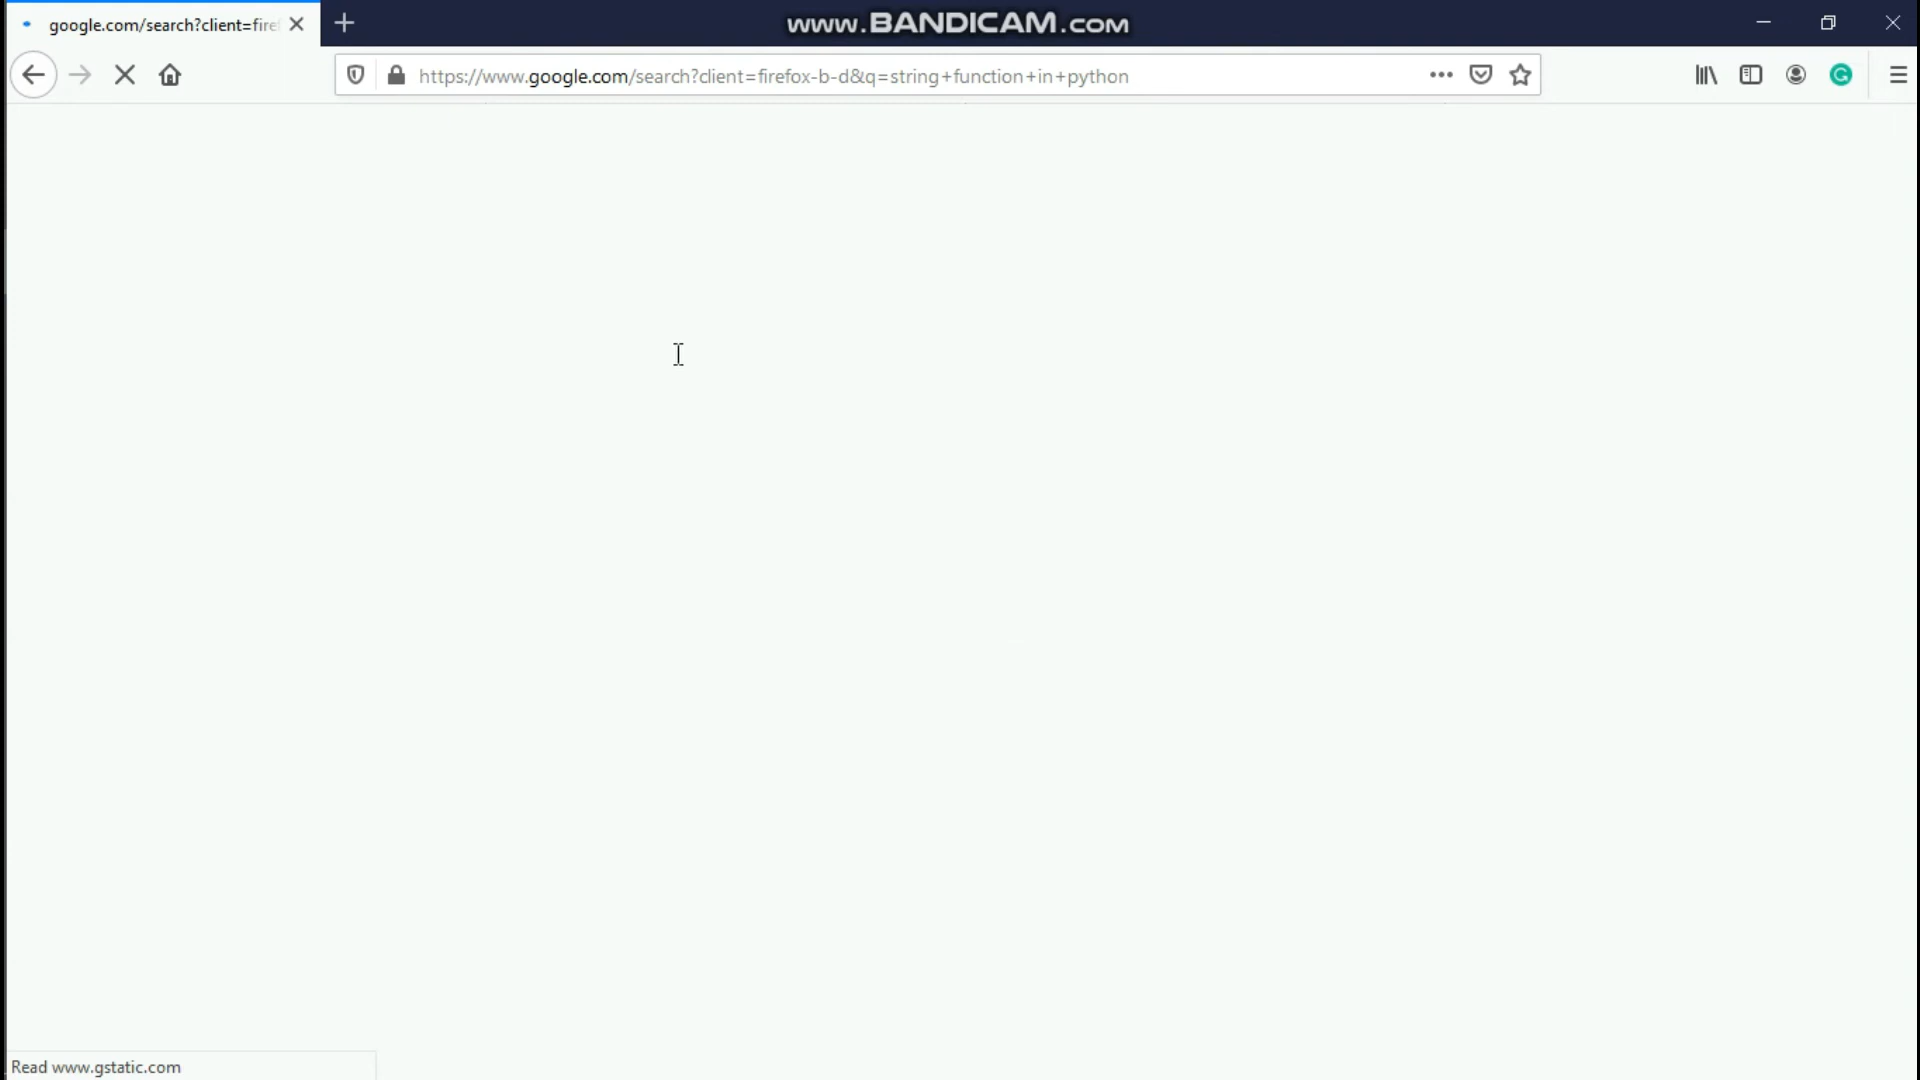 google.com/search?client=fire
www.BANDICAM.com
https://www.google.com/search?client=firefox-b-d&q=string+function+in+python
Read www.gstatic.com